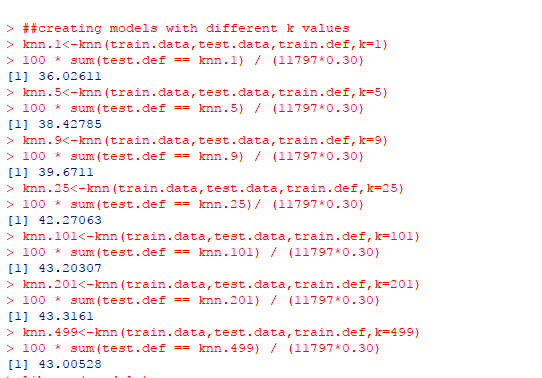 > ##creating models with different k values
> knn.1<-knn(train.data,test.data,train.def,k=1)
> 100 * sum(test.def == knn.1) / (11797*0.30)
[1] 36.02611
> knn.5<-knn(train.data,test.data,train.def,k=5)
> 100 * sum(test.def == knn.5) / (11797*0.30)
[1] 38.42785
> knn.9<-knn(train.data,test.data,train.def,k=9)
> 100 * sum(test.def == knn.9) / (11797*0.30)
[1] 39.6711
> knn.25<-knn(train.data,test.data,train.def,k=25)
> 100 * sum(test.def == knn.25)/ (11797*0.30)
[1] 42.27063
> knn.101<-knn(train.data,test.data,train.def,k=101)
> 100 * sum(test.def == knn.101) / (11797*0.30)
[1] 43.20307
> knn.201<-knn(train.data,test.data,train.def,k=201)
> 100 * sum(test.def == knn.201) / (11797*0.30)
[1] 43.3161
> knn.499<-knn(train.data,test.data,train.def,k=499)
> 100 * sum(test.def == knn.499) / (11797*0.30)
[1] 43.00528